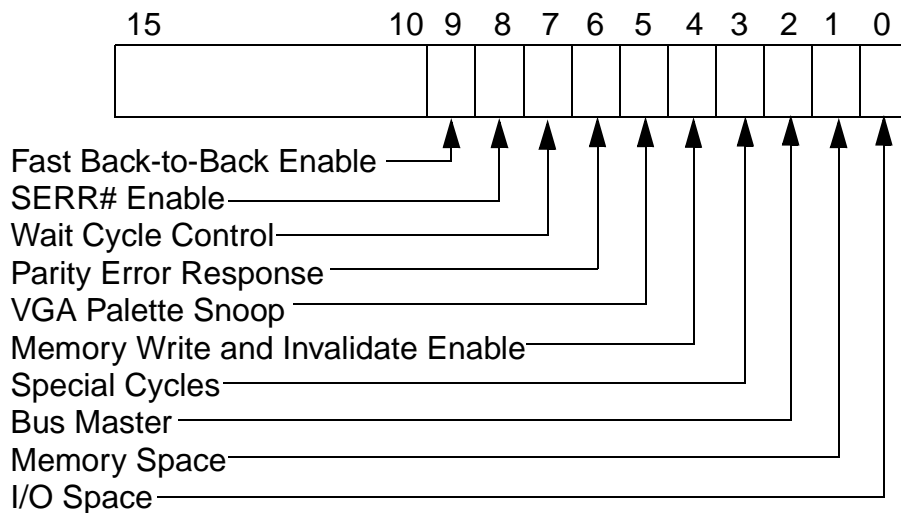 15 10 9 8 7 6 5 4 3 2 1 0
Fast Back-to-Back Enable
SERR# Enable
Wait Cycle Control
Parity Error Response
VGA Palette Snoop
Memory Write and Invalidate Enable
Special Cycles
Bus Master
Memory Space
I/O Space